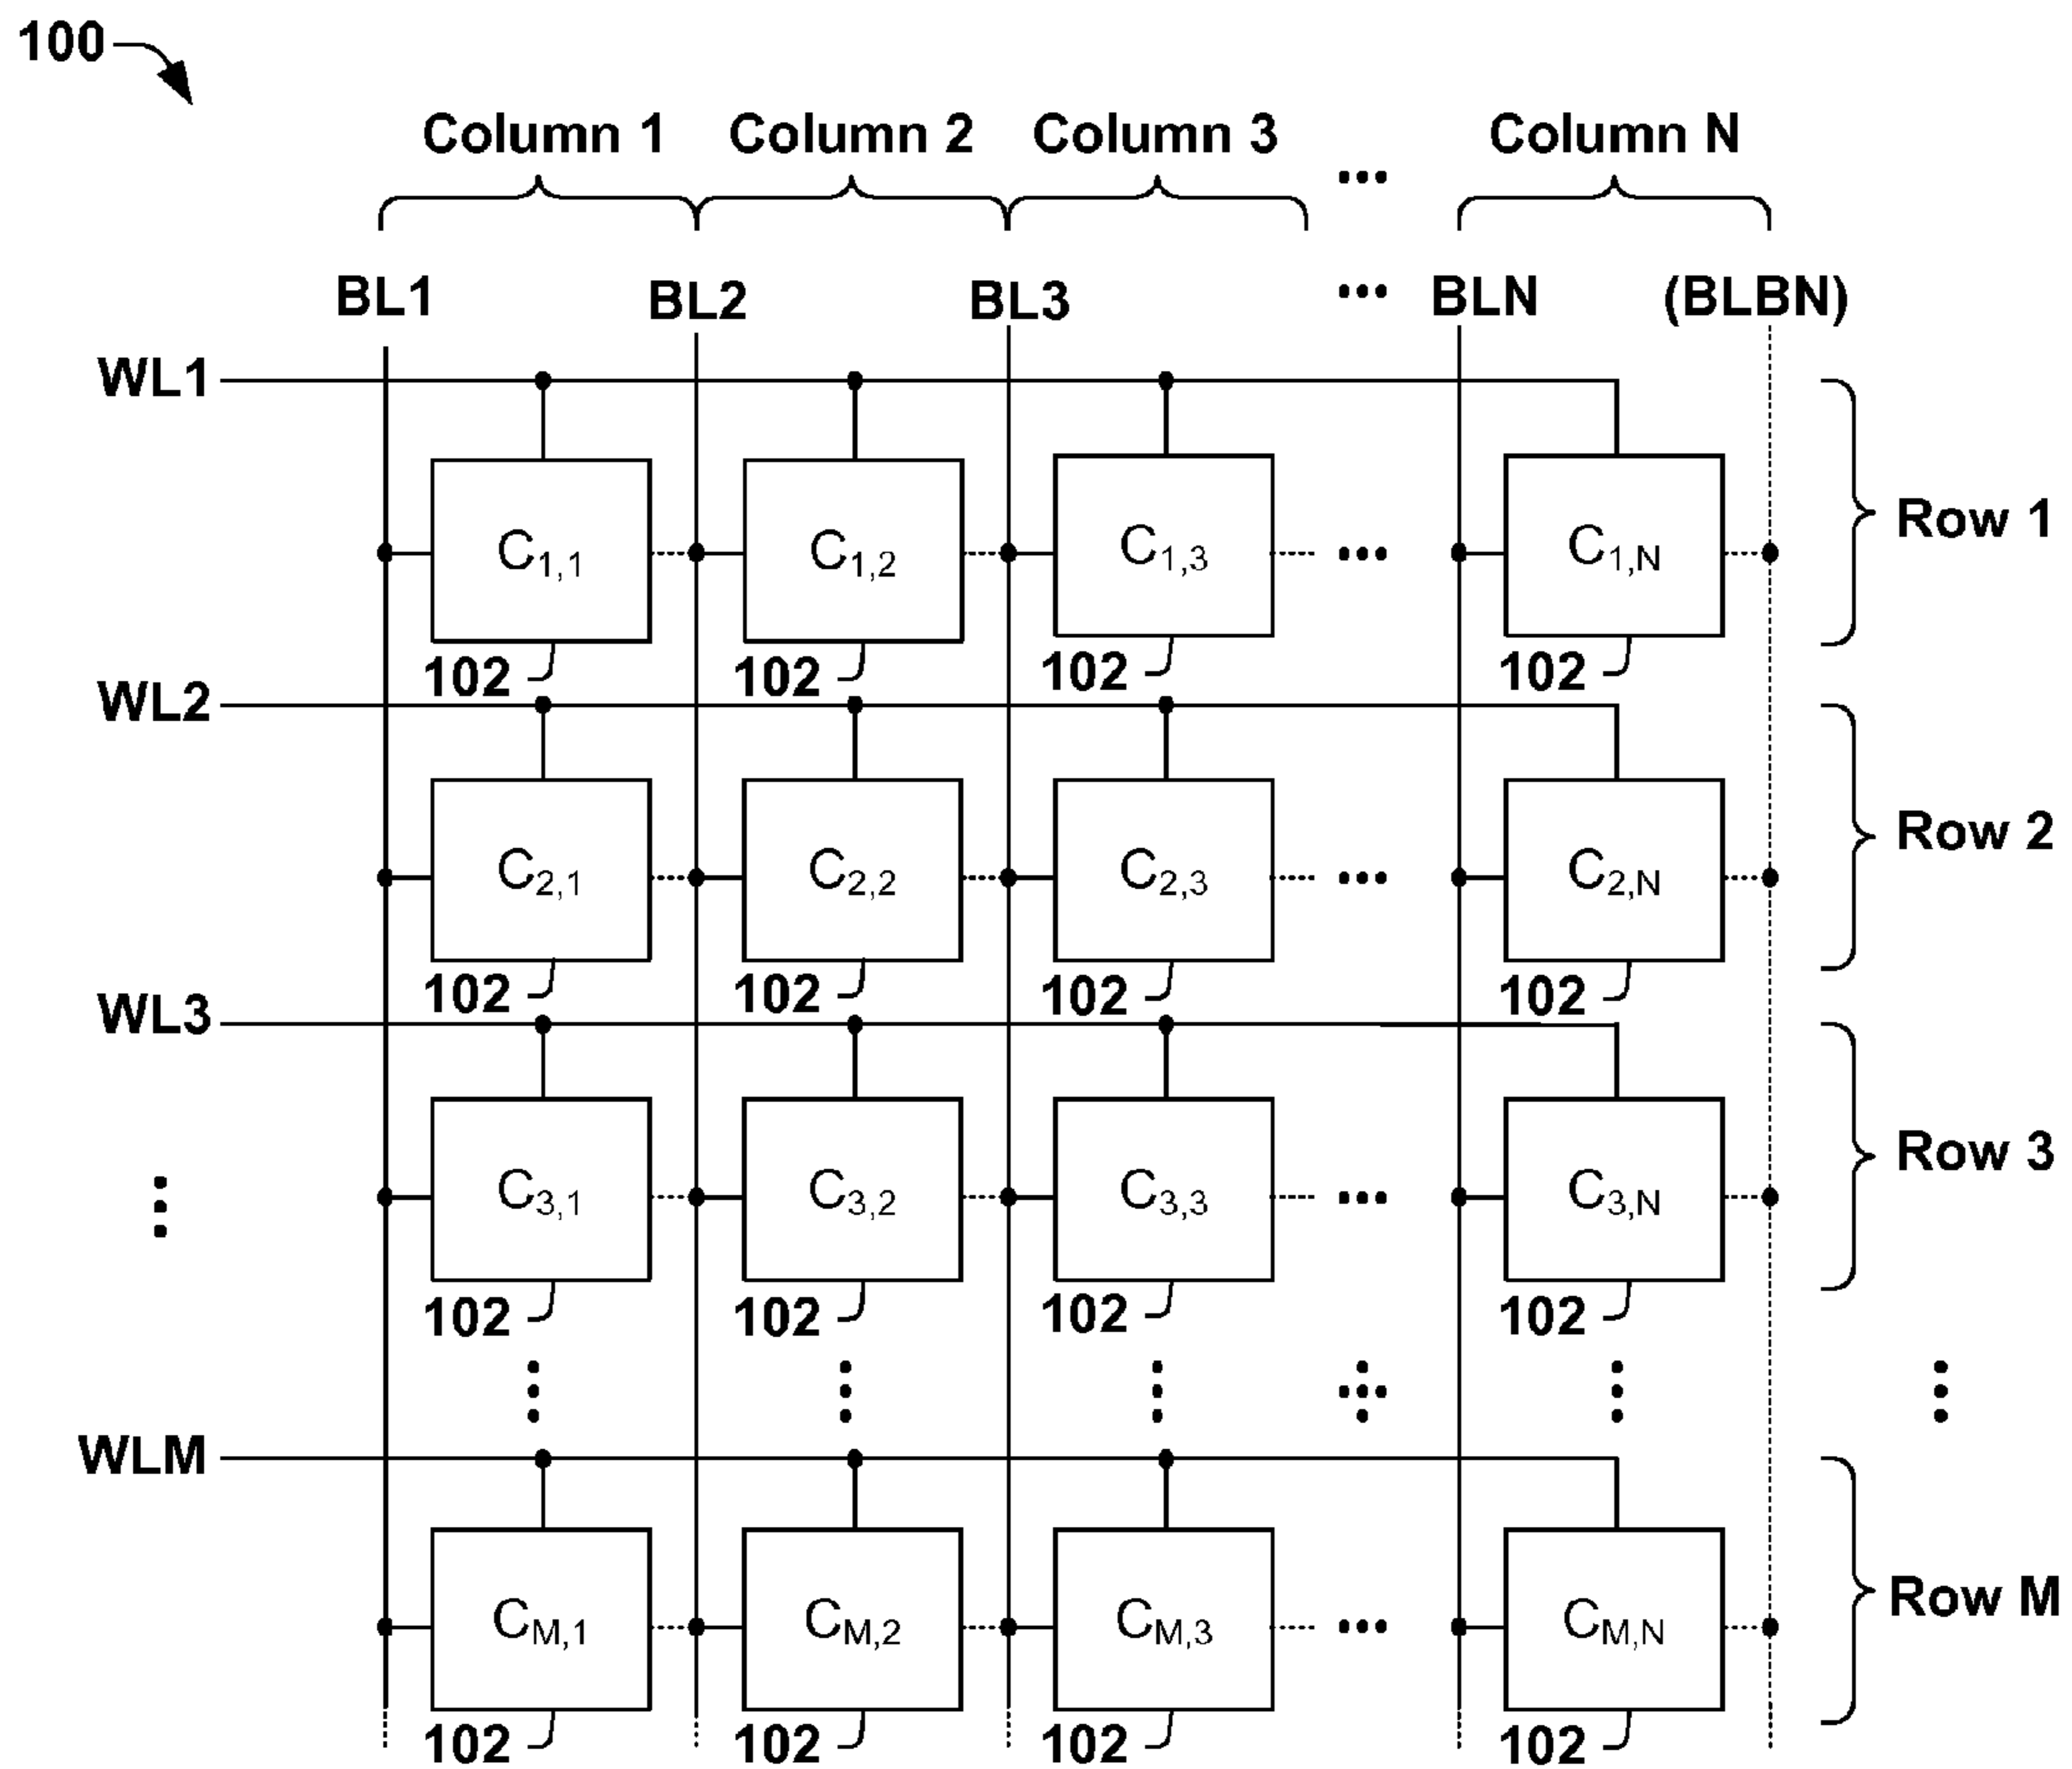 100
Column 1 Column 2 Column 3 ... Column N
BL1 BL2 BL3 ... BLN (BLBN)
WL1
C1,1 C1,2 C1,3 ... C1,N Row 1
102 102 102 102
WL2
C2,1 C2,2 C2,3 ... C2,N Row 2
102 102 102 102
WL3
C3,1 C3,2 C3,3 ... C3,N Row 3
102 102 102 102
WLM
CM,1 CM,2 CM,3 ... CM,N Row M
102 102 102 102